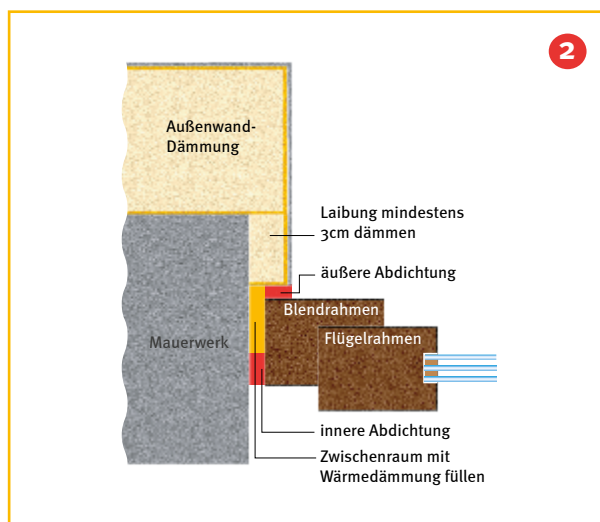 2
Außenwand-
Dämmung
Laibung mindestens
3cm dämmen
äußere Abdichtung
Blendrahmen
Flügelrahmen
Mauerwerk
innere Abdichtung
Zwischenraum mit
Wärmedämmung füllen